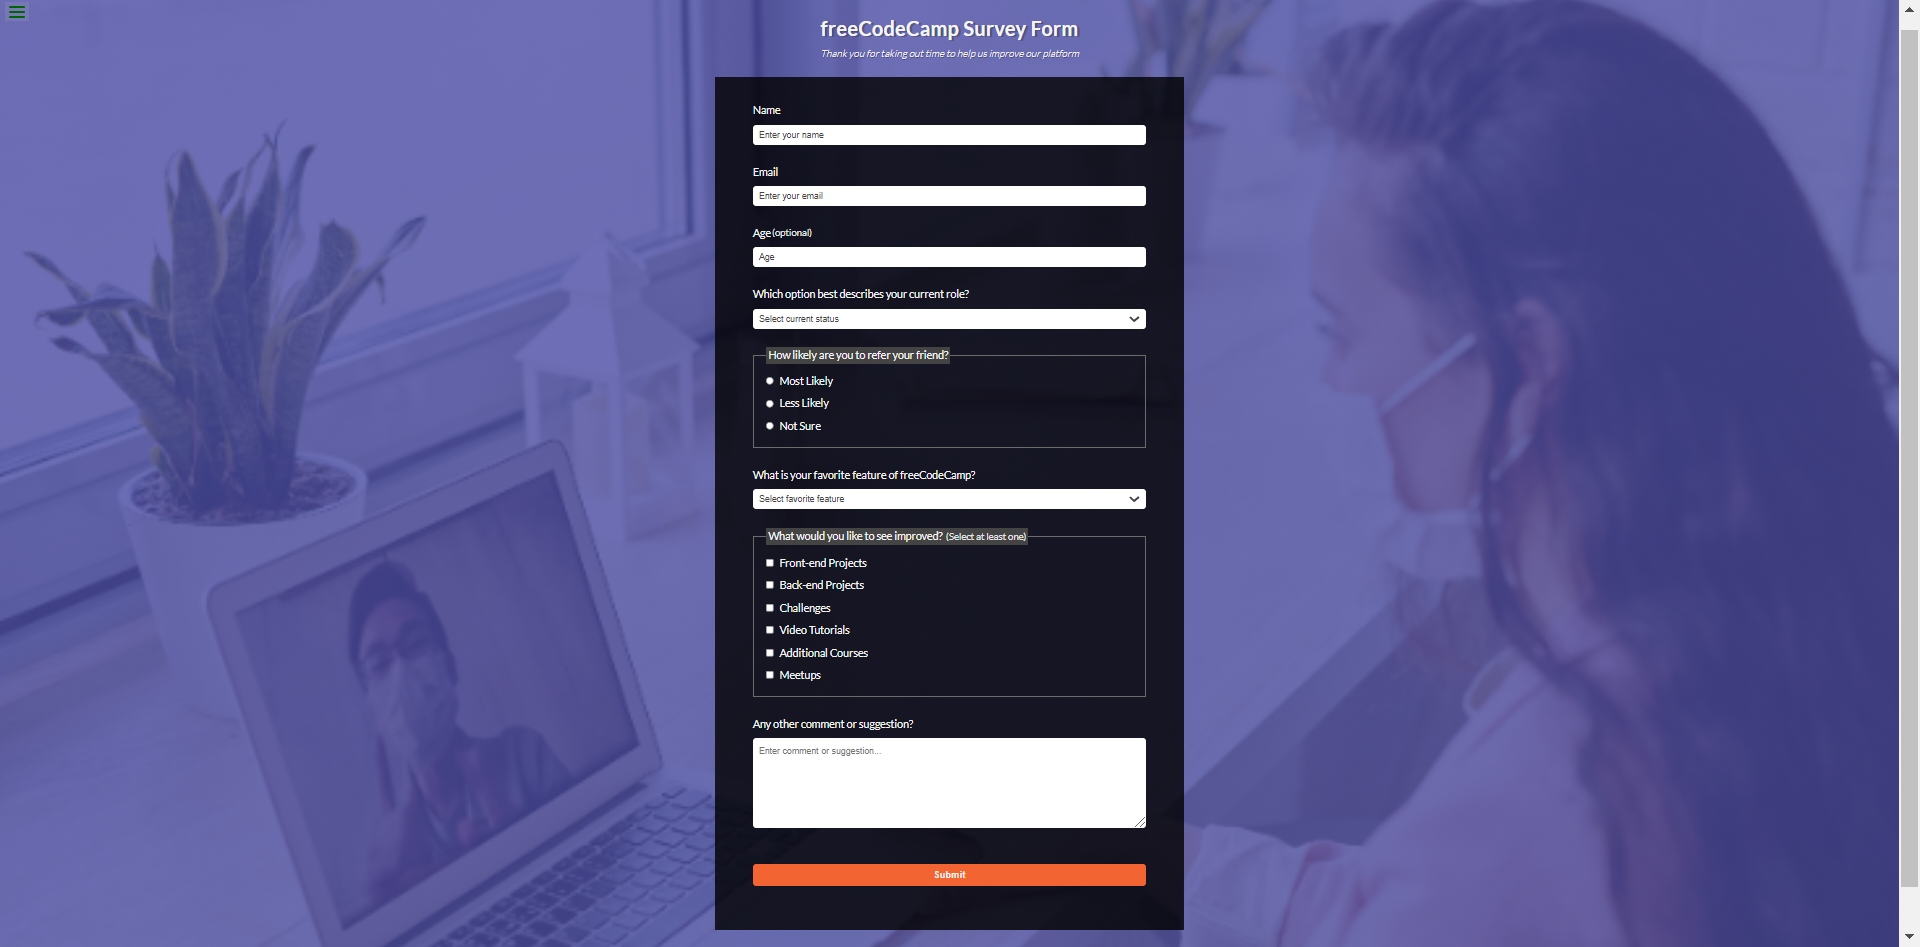 freeCodeCamp Survey Form
Thank you for taking out time to help us improve our platform
Name
Enter your name
Email
Enter your email
Age (optional)
Age
Which option best describes your current role?
Select current status
How likely are you to refer your friend?
Most Likely
Less Likely
Not Sure
What is your favorite feature of freeCodeCamp?
Select favorite feature
What would you like to see improved? (Select at least one)
Front-end Projects
Back-end Projects
Challenges
Video Tutorials
Additional Courses
Meetups
Any other comment or suggestion?
Enter comment or suggestion...
Submit